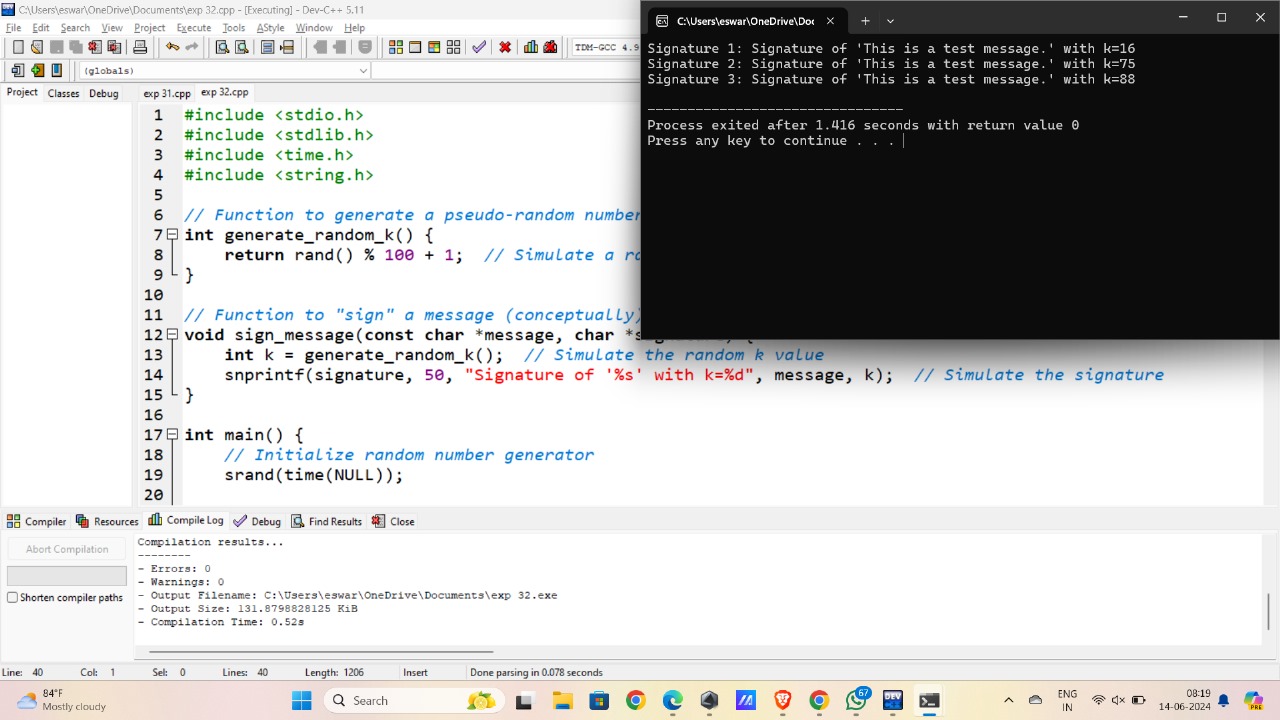 C:\Users\eswar\OneDrive\Documents\exp 32.cpp - [Executing] - Dev-C++ 5.11
File Edit Search View Project Execute Tools AStyle Window Help
TDM-GCC 4.9
(globals)
Project Classes Debug
exp 31.cpp exp 32.cpp
1 #include <stdio.h>
2 #include <stdlib.h>
3 #include <time.h>
4 #include <string.h>
5
6 // Function to generate a pseudo-random number
7 int generate_random_k() {
8 return rand() % 100 + 1; // Simulate a ra
9 }
10
11 // Function to "sign" a message (conceptually)
12 void sign_message(const char *message, char *s
13 int k = generate_random_k(); // Simulate the random k value
14 snprintf(signature, 50, "Signature of '%s' with k=%d", message, k); // Simulate the signature
15 }
16
17 int main() {
18 // Initialize random number generator
19 srand(time(NULL));
20
C:\Users\eswar\OneDrive\Doc
Signature 1: Signature of 'This is a test message.' with k=16
Signature 2: Signature of 'This is a test message.' with k=75
Signature 3: Signature of 'This is a test message.' with k=88
--------------------------------
Process exited after 1.416 seconds with return value 0
Press any key to continue . . .
Compiler Resources Compile Log Debug Find Results Close
Abort Compilation
Shorten compiler paths
Compilation results...
--------
- Errors: 0
- Warnings: 0
- Output Filename: C:\Users\eswar\OneDrive\Documents\exp 32.exe
- Output Size: 131.8798828125 KiB
- Compilation Time: 0.52s
Line: 40 Col: 1 Sel: 0 Lines: 40 Length: 1206 Insert Done parsing in 0.078 seconds
84°F
Mostly cloudy
Search
DEV
67
DEV
ENG
IN
08:19
14-06-2024
PRE